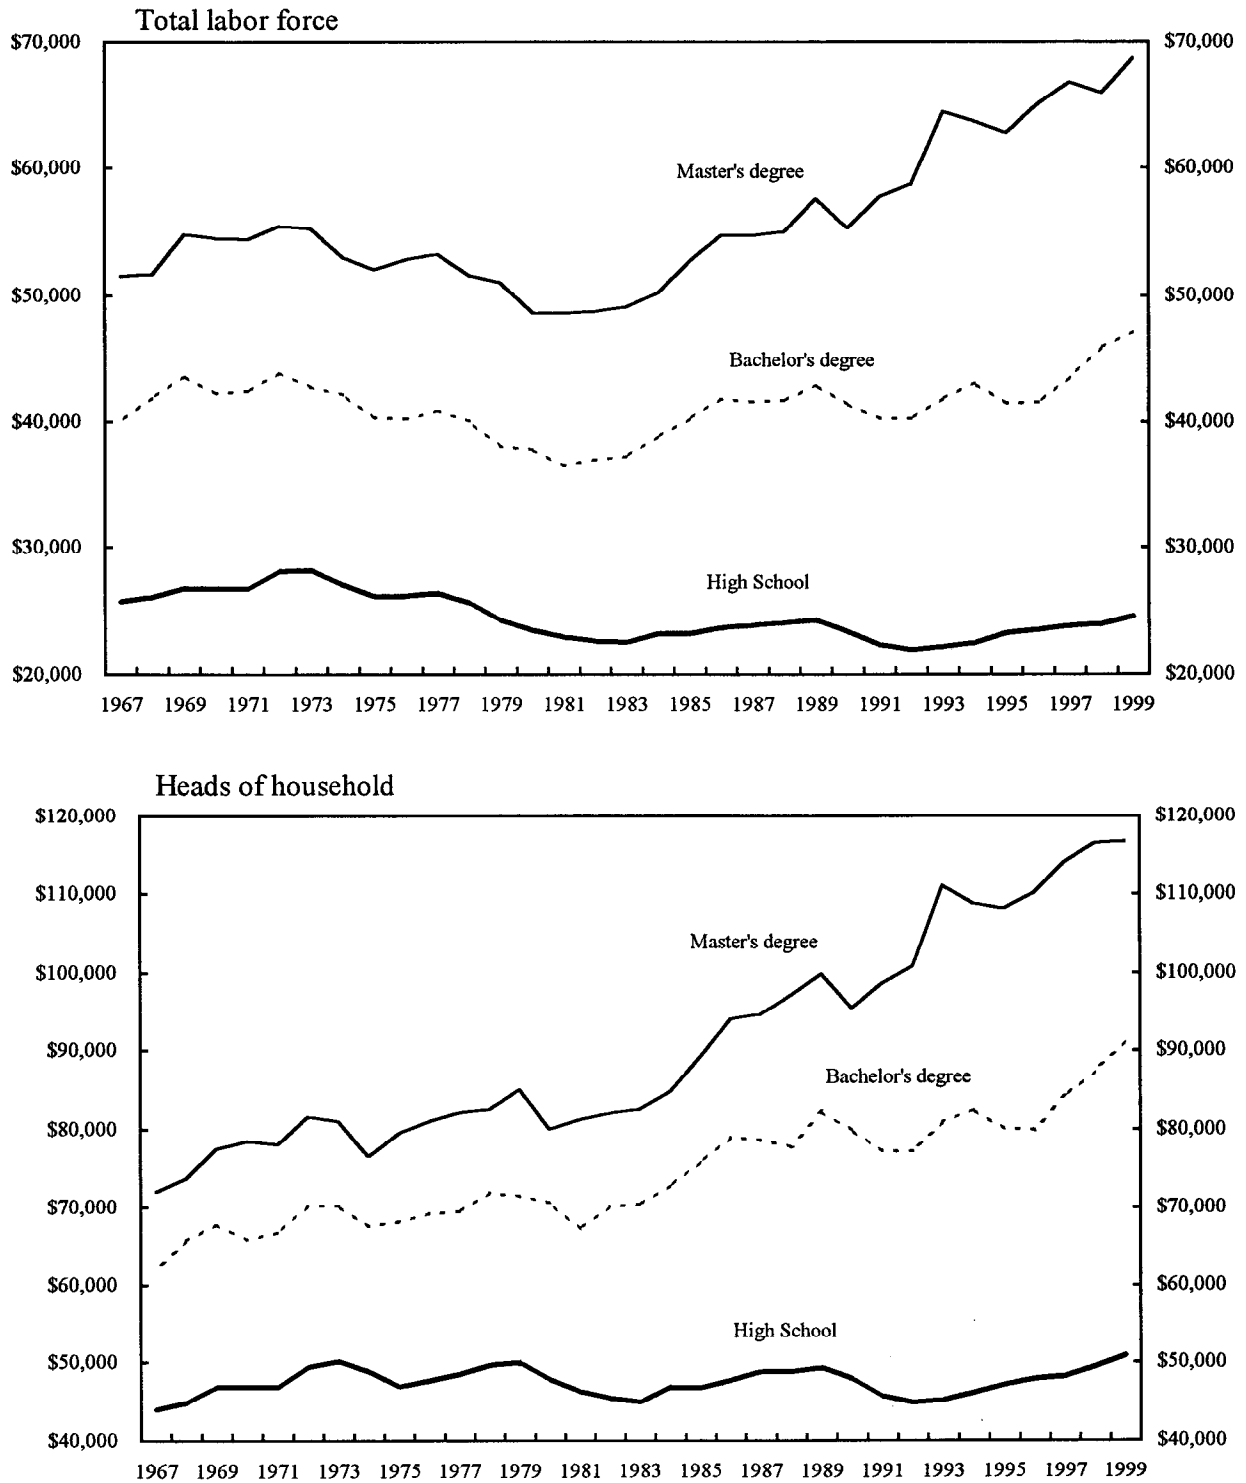 Total labor force
$70,000 $70,000
$60,000 Master's degree $60,000
$50,000 $50,000
Bachelor's degree
$40,000 $40,000
$30,000 $30,000
High School
$20,000 $20,000
1967 1969 1971 1973 1975 1977 1979 1981 1983 1985 1987 1989 1991 1993 1995 1997 1999
Heads of household
$120,000 $120,000
$110,000 $110,000
Master's degree
$100,000 $100,000
$90,000 $90,000
Bachelor's degree
$80,000 $80,000
$70,000 $70,000
$60,000 $60,000
High School
$50,000 $50,000
$40,000 $40,000
1967 1969 1971 1973 1975 1977 1979 1981 1983 1985 1987 1989 1991 1993 1995 1997 1999